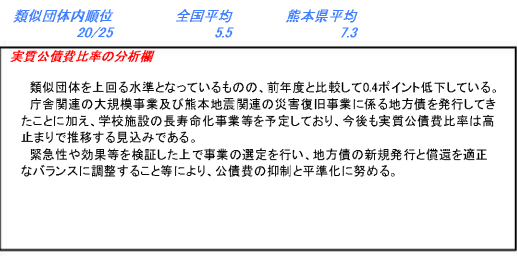 類似団体内順位 全国平均 熊本県平均
20/25 5.5 7.3
実質公債費比率の分析欄
類似団体を上回る水準となっているものの、前年度と比較して0.4ポイント低下している。
庁舎関連の大規模事業及び熊本地震関連の災害復旧事業に係る地方債を発行してき
たことに加え、学校施設の長寿命化事業等を予定しており、今後も実質公債費比率は高
止まりで推移する見込みである。
緊急性や効果等を検証した上で事業の選定を行い、地方債の新規発行と償還を適正
なバランスに調整すること等により、公債費の抑制と平準化に努める。